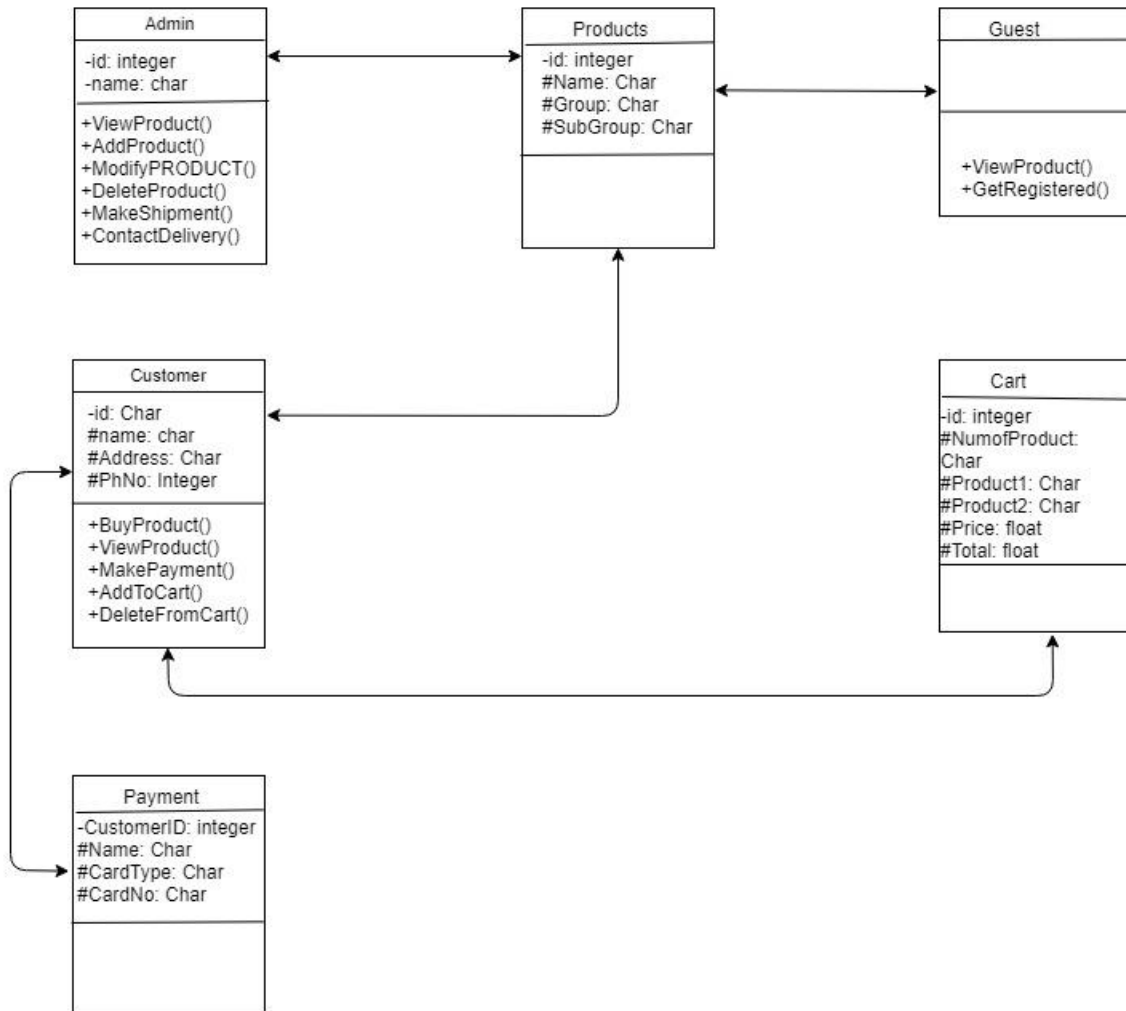 Admin
-id: integer
-name: char
+ViewProduct()
+AddProduct()
+ModifyPRODUCT()
+DeleteProduct()
+MakeShipment()
+ContactDelivery()
Products
-id: integer
#Name: Char
#Group: Char
#SubGroup: Char
Guest
+ViewProduct()
+GetRegistered()
Customer
-id: Char
#name: char
#Address: Char
#PhNo: Integer
+BuyProduct()
+ViewProduct()
+MakePayment()
+AddToCart()
+DeleteFromCart()
Cart
-id: integer
#NumofProduct:
Char
#Product1: Char
#Product2: Char
#Price: float
#Total: float
Payment
-CustomerID: integer
#Name: Char
#CardType: Char
#CardNo: Char